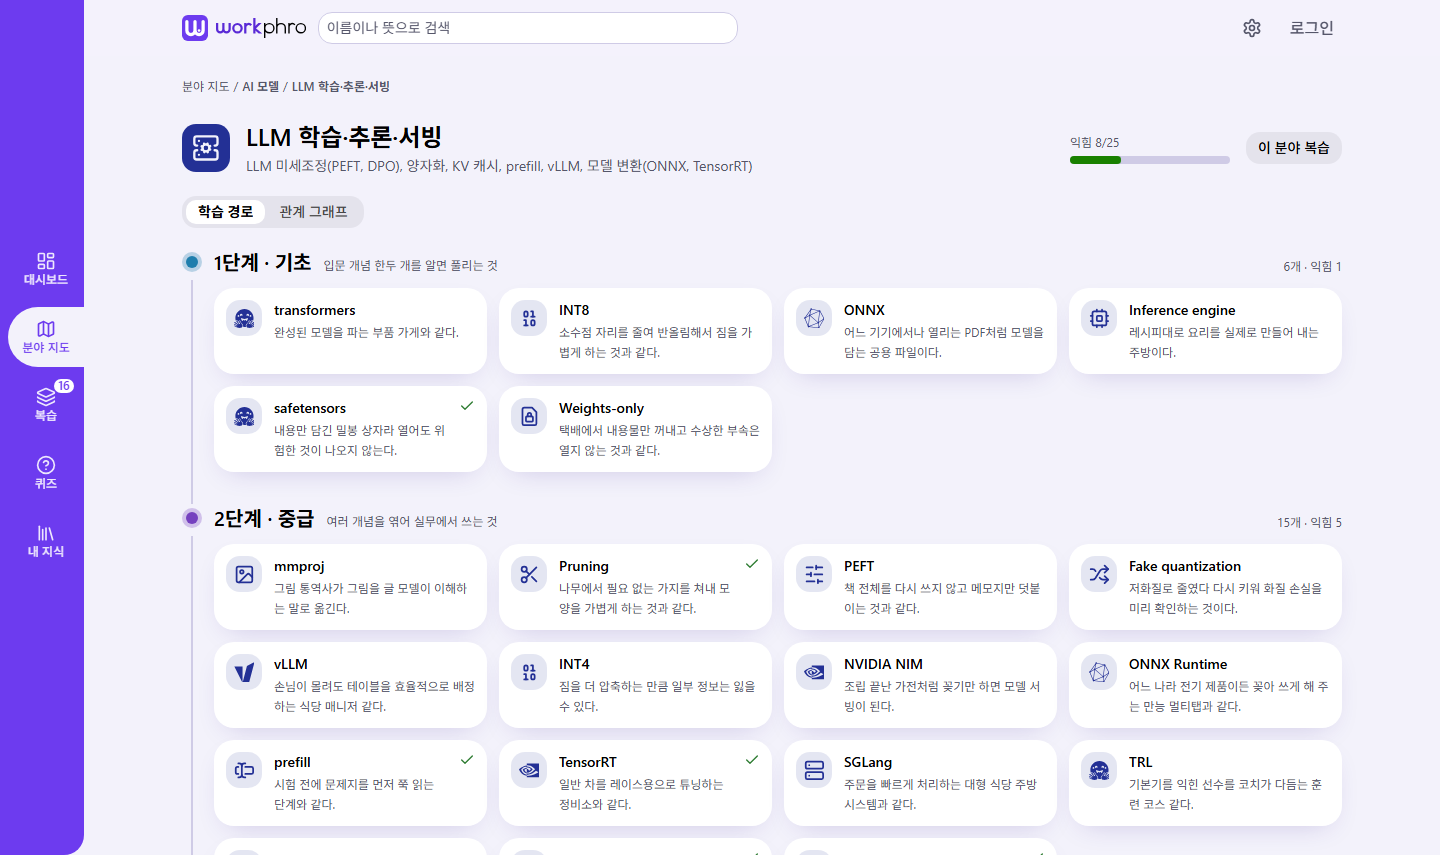 workphro
이름이나 뜻으로 검색
로그인
분야 지도 / AI 모델 / LLM 학습·추론·서빙
LLM 학습·추론·서빙
LLM 미세조정(PEFT, DPO), 양자화, KV 캐시, prefill, vLLM, 모델 변환(ONNX, TensorRT)
익힘 8/25
이 분야 복습
학습 경로
관계 그래프
대시보드
분야 지도
16
복습
퀴즈
내 지식
1단계 · 기초
입문 개념 한두 개를 알면 풀리는 것
6개 · 익힘 1
transformers
완성된 모델을 파는 부품 가게와 같다.
INT8
소수점 자리를 줄여 반올림해서 짐을 가
볍게 하는 것과 같다.
ONNX
어느 기기에서나 열리는 PDF처럼 모델을
담는 공용 파일이다.
Inference engine
레시피대로 요리를 실제로 만들어 내는
주방이다.
safetensors
내용만 담긴 밀봉 상자라 열어도 위
험한 것이 나오지 않는다.
Weights-only
택배에서 내용물만 꺼내고 수상한 부속은
열지 않는 것과 같다.
2단계 · 중급
여러 개념을 엮어 실무에서 쓰는 것
15개 · 익힘 5
mmproj
그림 통역사가 그림을 글 모델이 이해하
는 말로 옮긴다.
Pruning
나무에서 필요 없는 가지를 쳐내 모
양을 가볍게 하는 것과 같다.
PEFT
책 전체를 다시 쓰지 않고 메모지만 덧붙
이는 것과 같다.
Fake quantization
저화질로 줄였다 다시 키워 화질 손실을
미리 확인하는 것이다.
vLLM
손님이 몰려도 테이블을 효율적으로 배정
하는 식당 매니저 같다.
INT4
짐을 더 압축하는 만큼 일부 정보는 잃을
수 있다.
NVIDIA NIM
조립 끝난 가전처럼 꽂기만 하면 모델 서
빙이 된다.
ONNX Runtime
어느 나라 전기 제품이든 꽂아 쓰게 해 주
는 만능 멀티탭과 같다.
prefill
시험 전에 문제지를 먼저 쭉 읽는
단계와 같다.
TensorRT
일반 차를 레이스용으로 튜닝하는
정비소와 같다.
SGLang
주문을 빠르게 처리하는 대형 식당 주방
시스템과 같다.
TRL
기본기를 익힌 선수를 코치가 다듬는 훈
련 코스 같다.